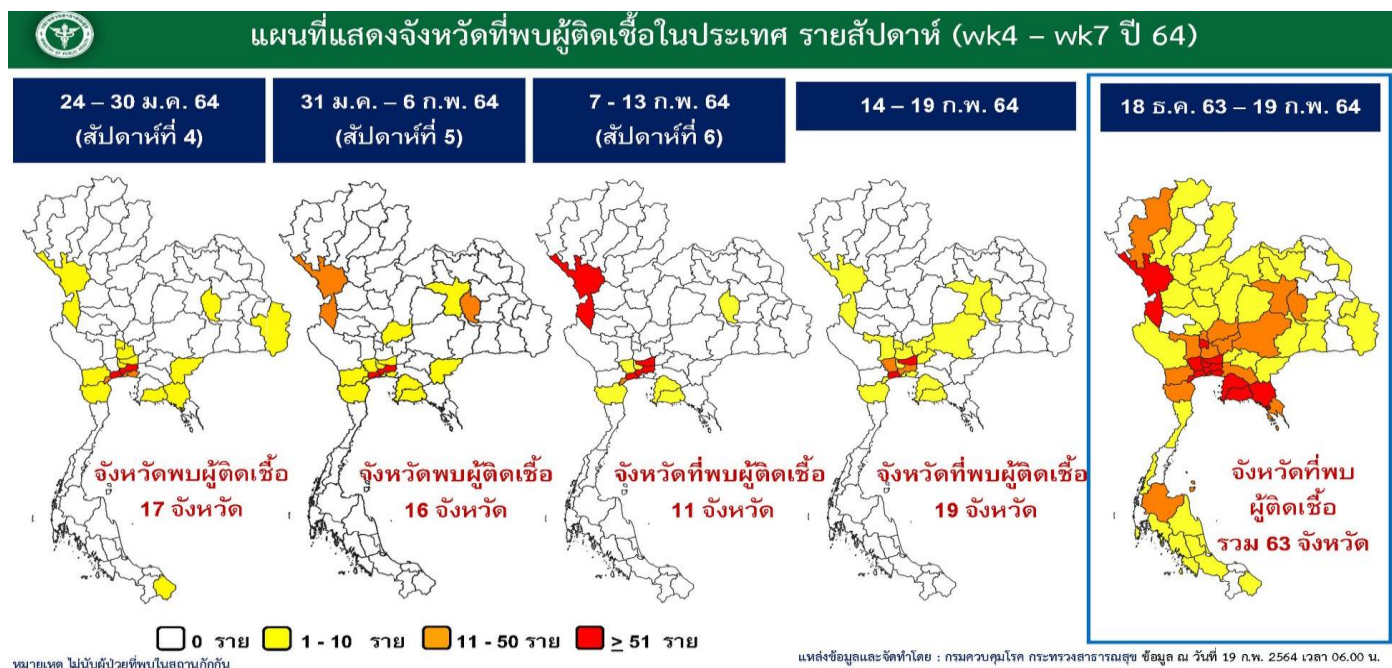 แผนที่แสดงจังหวัดที่พบผู้ติดเชื้อในประเทศ รายสัปดาห์ (wk4 – wk7 ปี 64)
24 – 30 ม.ค. 64
(สัปดาห์ที่ 4)
31 ม.ค. – 6 ก.พ. 64
(สัปดาห์ที่ 5)
7 - 13 ก.พ. 64
(สัปดาห์ที่ 6)
14 – 19 ก.พ. 64
18 ธ.ค. 63 – 19 ก.พ. 64
จังหวัดพบผู้ติดเชื้อ
17 จังหวัด
จังหวัดพบผู้ติดเชื้อ
16 จังหวัด
จังหวัดที่พบผู้ติดเชื้อ
11 จังหวัด
จังหวัดที่พบผู้ติดเชื้อ
19 จังหวัด
จังหวัดที่พบ
ผู้ติดเชื้อ
รวม 63 จังหวัด
0 ราย 1 - 10 ราย 11 - 50 ราย ≥ 51 ราย
หมายเหตุ ไม่นับผู้ป่วยที่พบในสถานกักกัน
แหล่งข้อมูลและจัดทำโดย : กรมควบคุมโรค กระทรวงสาธารณสุข ข้อมูล ณ วันที่ 19 ก.พ. 2564 เวลา 06.00 น.